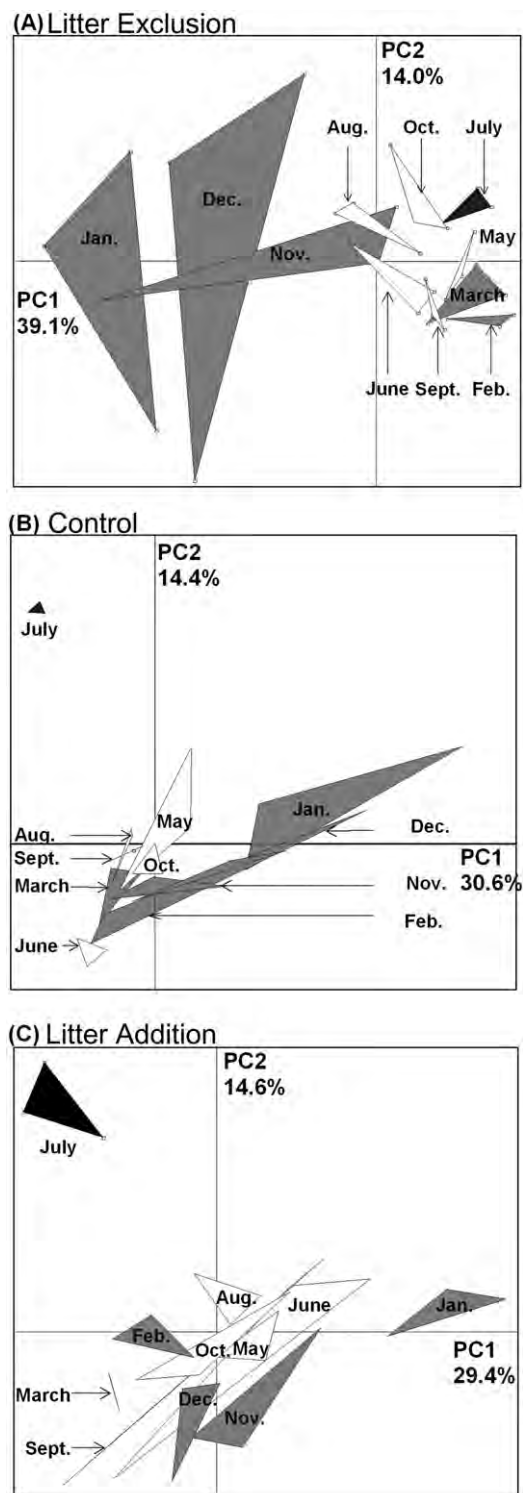 (A) Litter Exclusion
PC2
14.0%
Aug. Oct. July
Dec.
Jan. May
Nov.
PC1 March
39.1%
June Sept. Feb.
(B) Control
PC2
14.4%
July
Jan.
May Dec.
Aug.
Sept. Oct. PC1
March Nov. 30.6%
Feb.
June
(C) Litter Addition
PC2
14.6%
July
Aug. June Jan.
Feb.
Oct. May PC1
29.4%
March Dec.
Nov.
Sept.